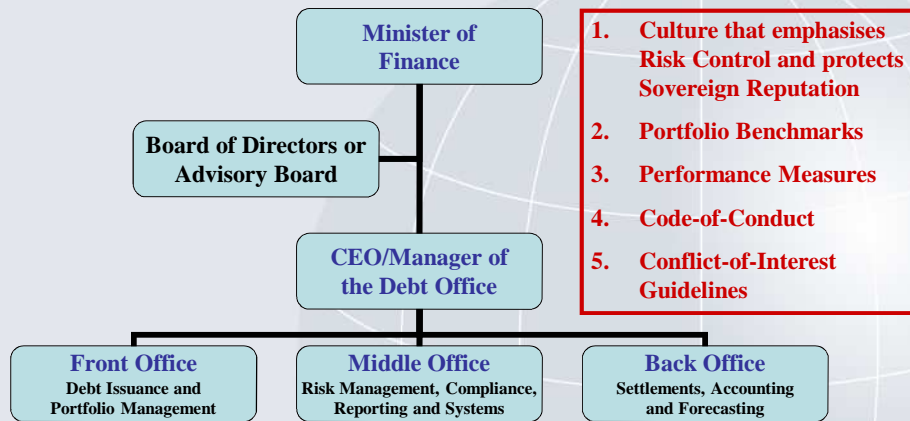 Minister of
Finance
Board of Directors or
Advisory Board
CEO/Manager of
the Debt Office
Front Office
Debt Issuance and
Portfolio Management
Middle Office
Risk Management, Compliance,
Reporting and Systems
Back Office
Settlements, Accounting
and Forecasting
1. Culture that emphasises
Risk Control and protects
Sovereign Reputation
2. Portfolio Benchmarks
3. Performance Measures
4. Code-of-Conduct
5. Conflict-of-Interest
Guidelines